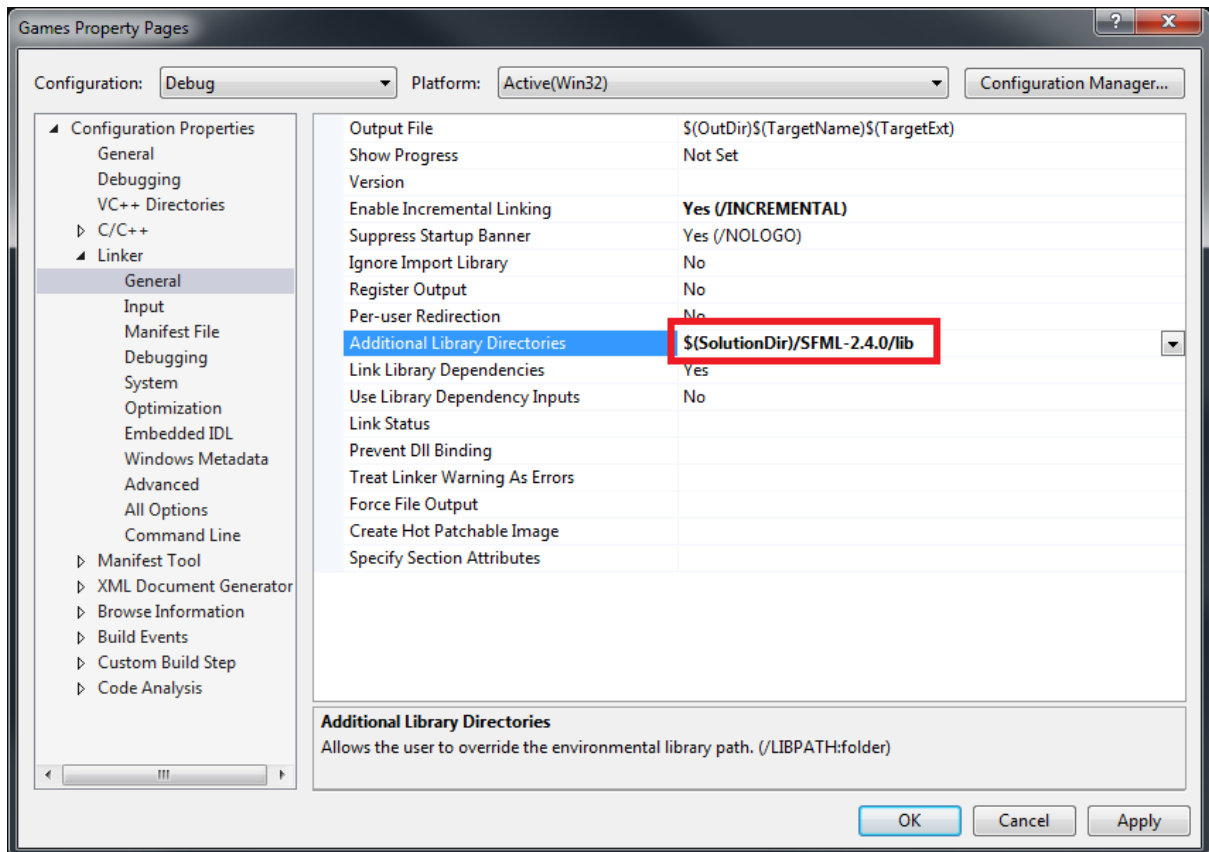 Games Property Pages
Configuration: Debug Platform: Active(Win32) Configuration Manager...
Configuration Properties
General
Debugging
VC++ Directories
C/C++
Linker
General
Input
Manifest File
Debugging
System
Optimization
Embedded IDL
Windows Metadata
Advanced
All Options
Command Line
Manifest Tool
XML Document Generator
Browse Information
Build Events
Custom Build Step
Code Analysis
Output File $(OutDir)$(TargetName)$(TargetExt)
Show Progress Not Set
Version
Enable Incremental Linking Yes (/INCREMENTAL)
Suppress Startup Banner Yes (/NOLOGO)
Ignore Import Library No
Register Output No
Per-user Redirection No
Additional Library Directories $(SolutionDir)/SFML-2.4.0/lib
Link Library Dependencies Yes
Use Library Dependency Inputs No
Link Status
Prevent Dll Binding
Treat Linker Warning As Errors
Force File Output
Create Hot Patchable Image
Specify Section Attributes
Additional Library Directories
Allows the user to override the environmental library path. (/LIBPATH:folder)
OK Cancel Apply